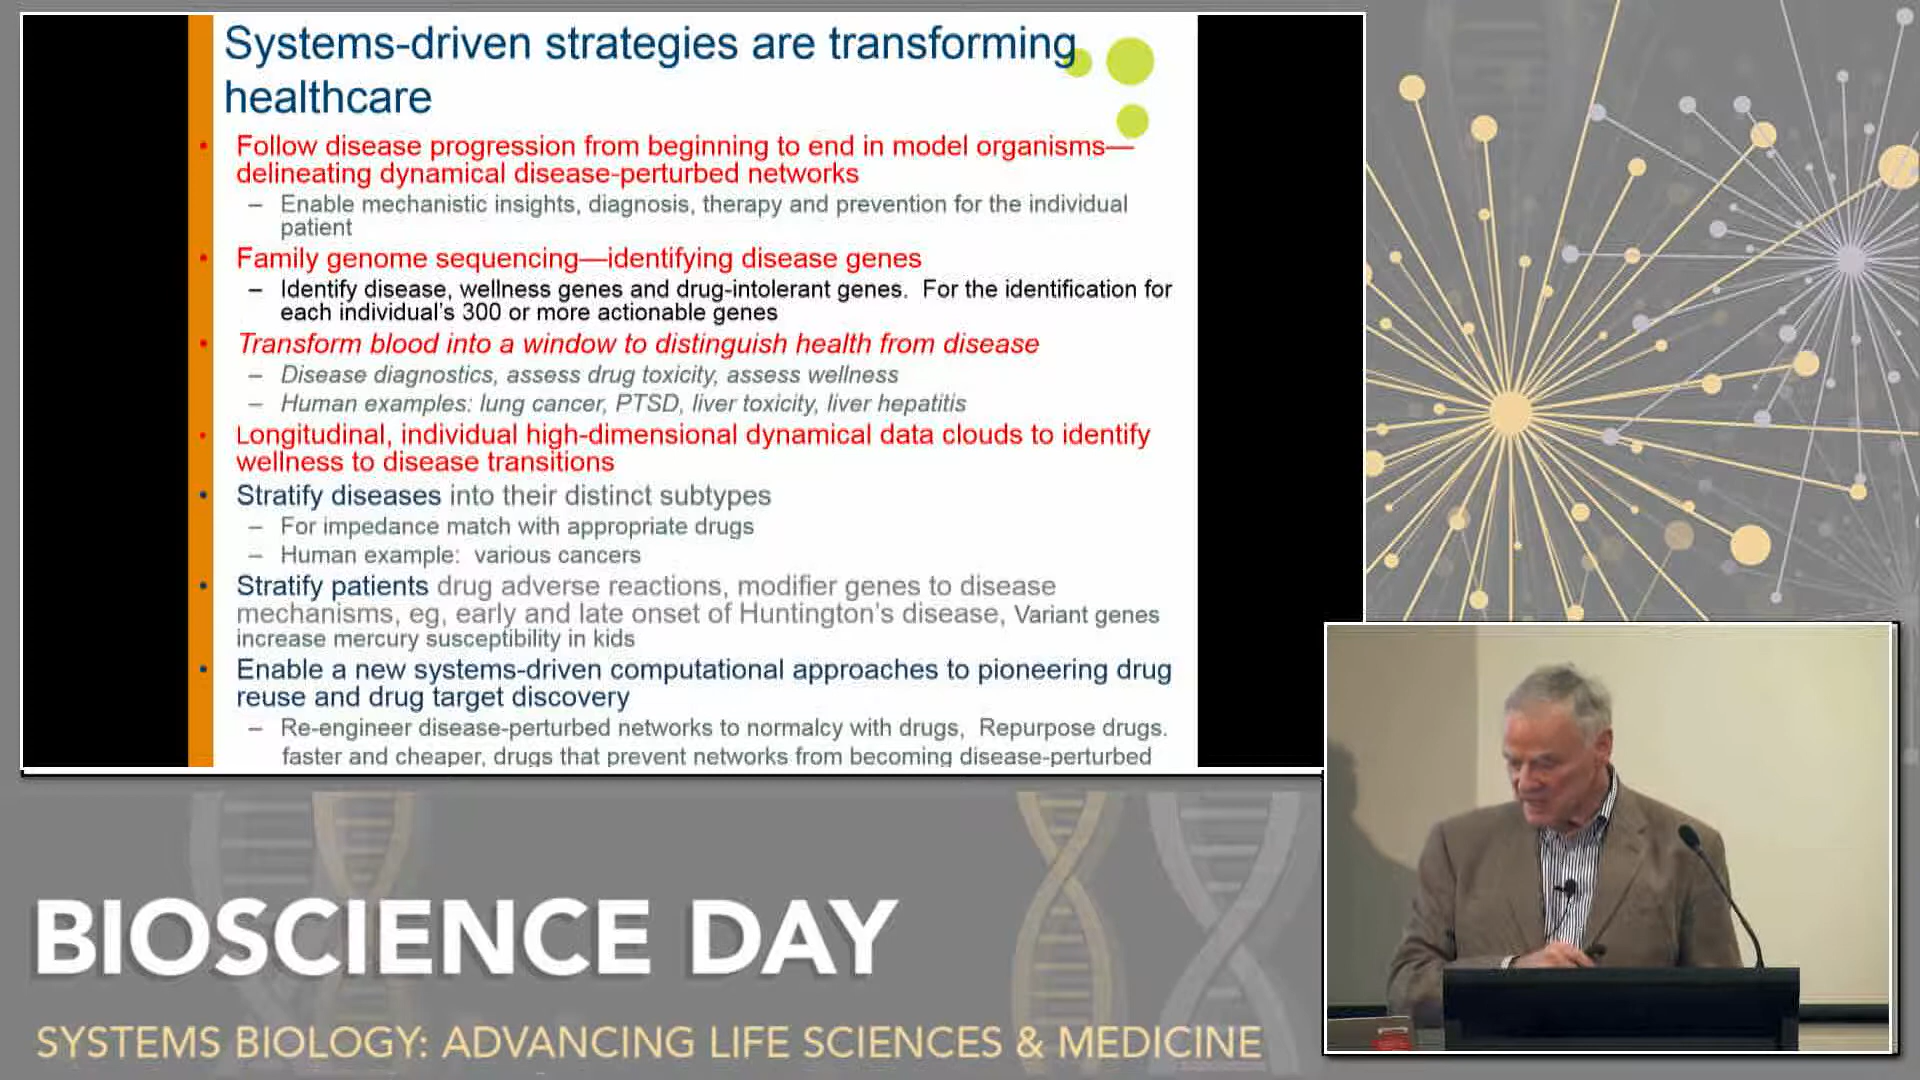 Systems-driven strategies are transforming
healthcare
• Follow disease progression from beginning to end in model organisms—
delineating dynamical disease-perturbed networks
– Enable mechanistic insights, diagnosis, therapy and prevention for the individual
patient
• Family genome sequencing—identifying disease genes
– Identify disease, wellness genes and drug-intolerant genes.  For the identification for
each individual's 300 or more actionable genes
• Transform blood into a window to distinguish health from disease
– Disease diagnostics, assess drug toxicity, assess wellness
– Human examples: lung cancer, PTSD, liver toxicity, liver hepatitis
• Longitudinal, individual high-dimensional dynamical data clouds to identify
wellness to disease transitions
• Stratify diseases into their distinct subtypes
– For impedance match with appropriate drugs
– Human example:  various cancers
• Stratify patients drug adverse reactions, modifier genes to disease
mechanisms, eg, early and late onset of Huntington's disease, Variant genes
increase mercury susceptibility in kids
• Enable a new systems-driven computational approaches to pioneering drug
reuse and drug target discovery
– Re-engineer disease-perturbed networks to normalcy with drugs,  Repurpose drugs.
faster and cheaper, drugs that prevent networks from becoming disease-perturbed
BIOSCIENCE DAY
SYSTEMS BIOLOGY: ADVANCING LIFE SCIENCES & MEDICINE